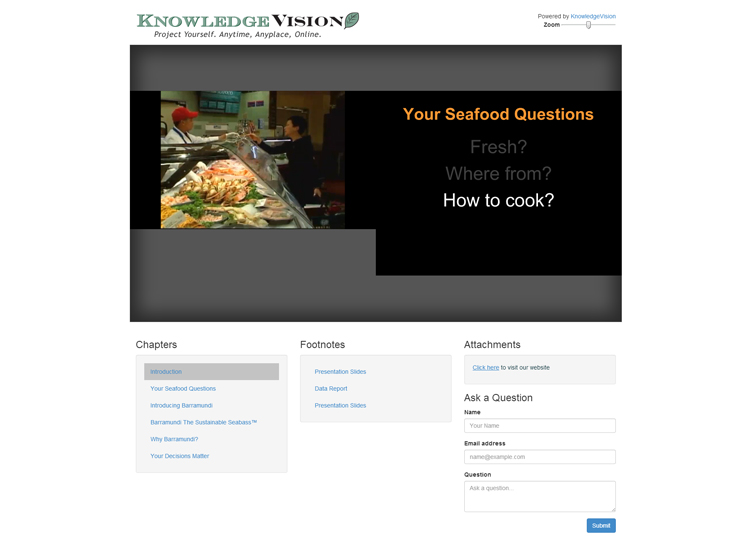 KNOWLEDGEVISION
Project Yourself. Anytime, Anyplace, Online.
Powered by KnowledgeVision
Zoom
Your Seafood Questions
Fresh?
Where from?
How to cook?
Chapters
Introduction
Your Seafood Questions
Introducing Barramundi
Barramundi The Sustainable Seabass™
Why Barramundi?
Your Decisions Matter
Footnotes
Presentation Slides
Data Report
Presentation Slides
Attachments
Click here to visit our website
Ask a Question
Name
Your Name
Email address
name@example.com
Question
Ask a question...
Submit